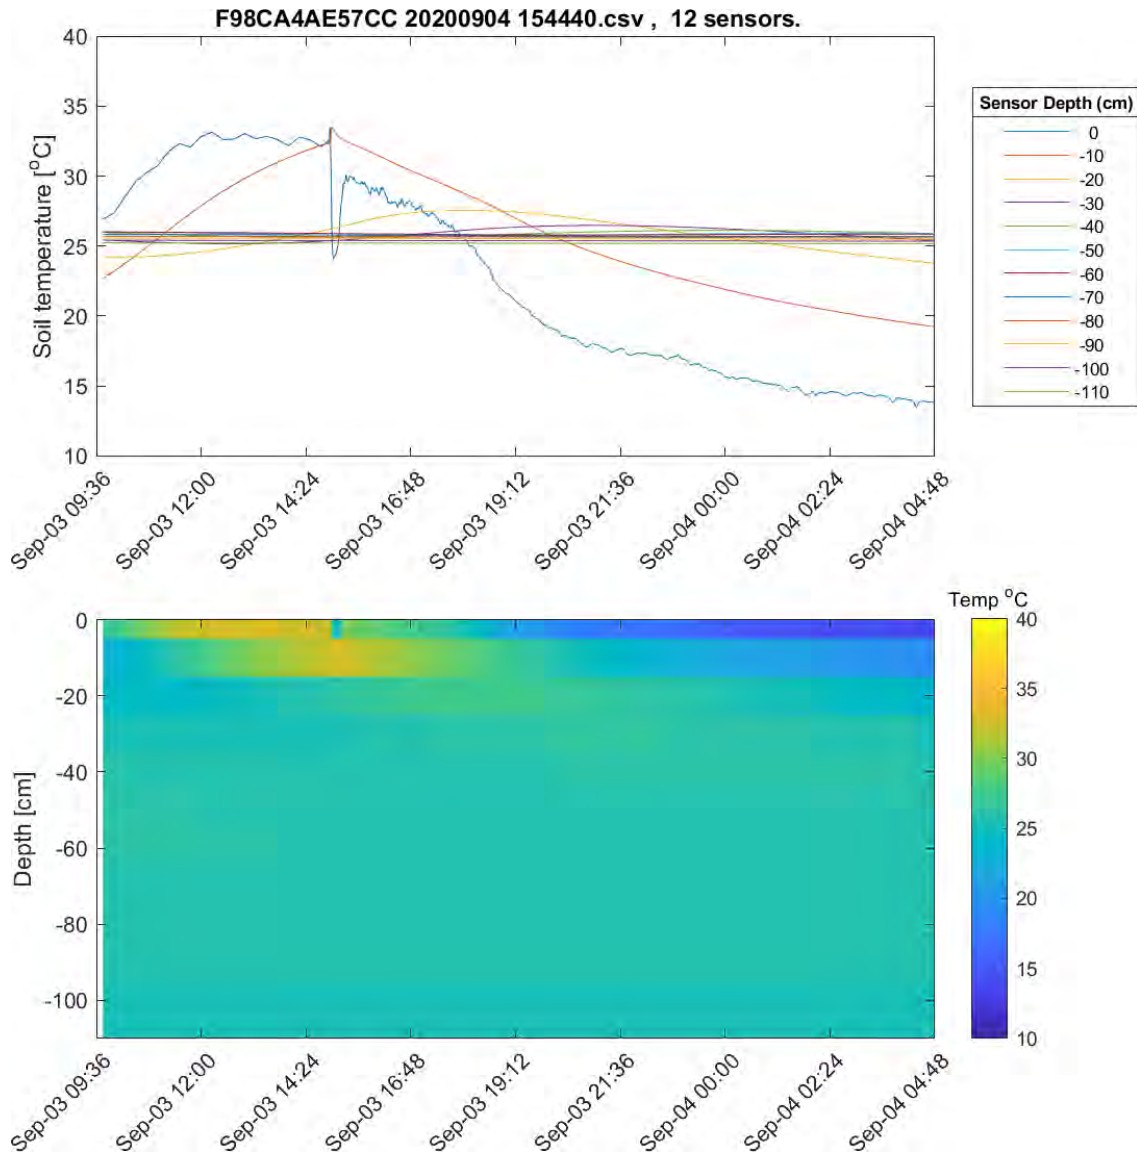 F98CA4AE57CC 20200904 154440.csv , 12 sensors.
40
35
30
25
20
15
10
Soil temperature [°C]
Sep-03 09:36
Sep-03 12:00
Sep-03 14:24
Sep-03 16:48
Sep-03 19:12
Sep-03 21:36
Sep-04 00:00
Sep-04 02:24
Sep-04 04:48
Sensor Depth (cm)
0
-10
-20
-30
-40
-50
-60
-70
-80
-90
-100
-110
0
-20
-40
-60
-80
-100
Depth [cm]
Sep-03 09:36
Sep-03 12:00
Sep-03 14:24
Sep-03 16:48
Sep-03 19:12
Sep-03 21:36
Sep-04 00:00
Sep-04 02:24
Sep-04 04:48
Temp °C
40
35
30
25
20
15
10